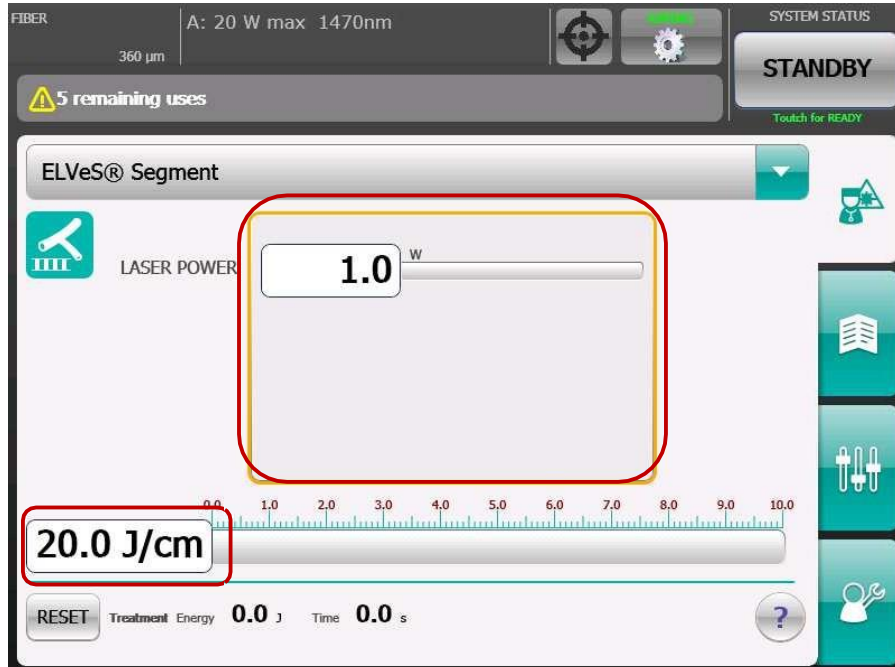 FIBER
A: 20 W max 1470nm
360 µm
SYSTEM STATUS
STANDBY
Toutch for READY
5 remaining uses
ELVeS® Segment
LASER POWER
1.0
W
0.0 1.0 2.0 3.0 4.0 5.0 6.0 7.0 8.0 9.0 10.0
20.0 J/cm
RESET Treatment Energy 0.0 J Time 0.0 s ?